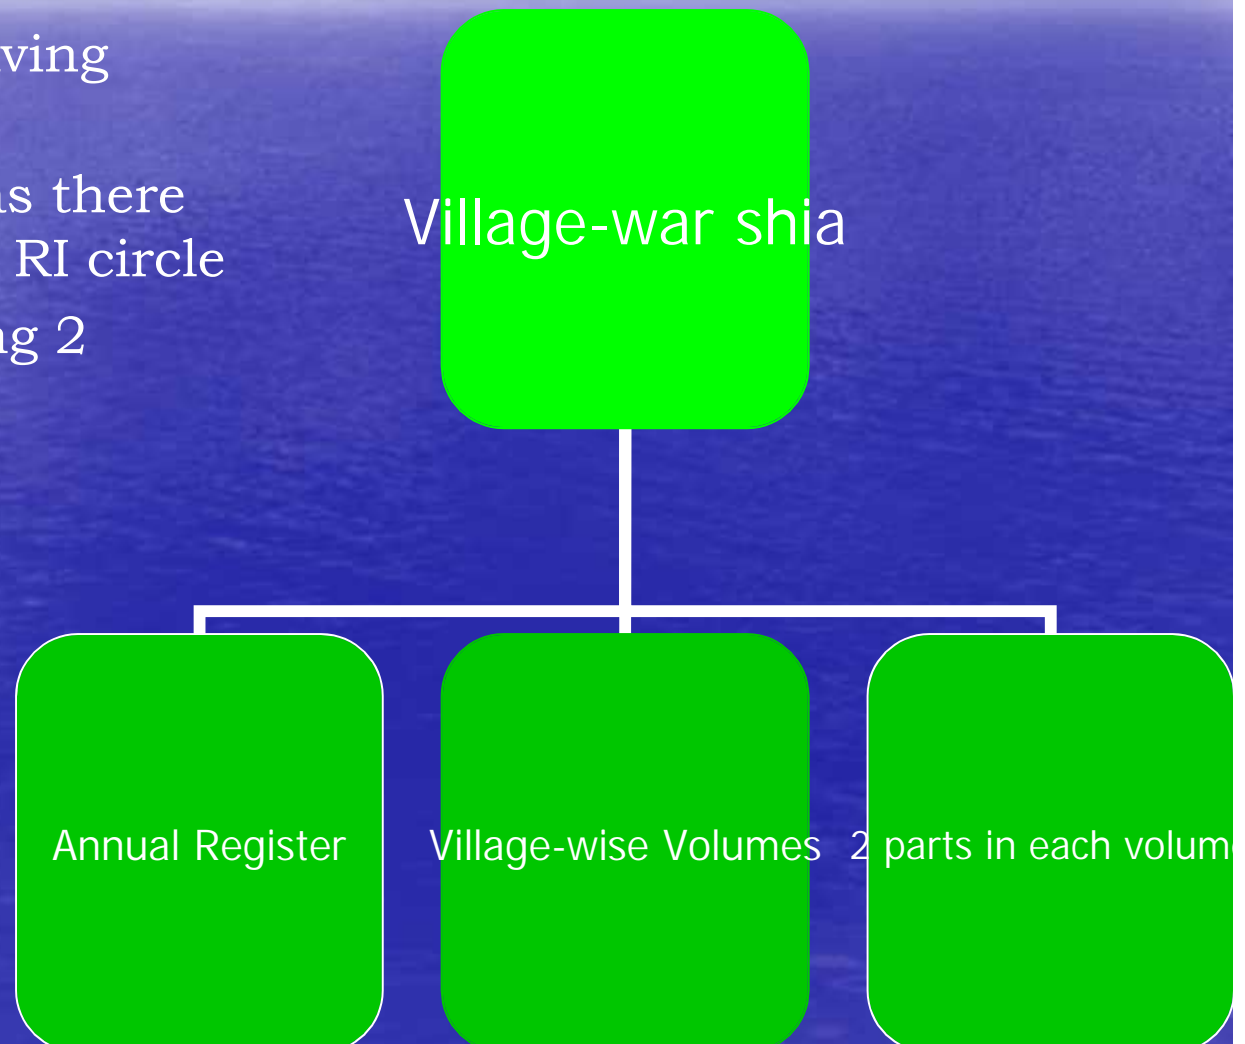 ving
s there
RI circle
g 2
Village-war shia
Annual Register
Village-wise Volumes
2 parts in each volum